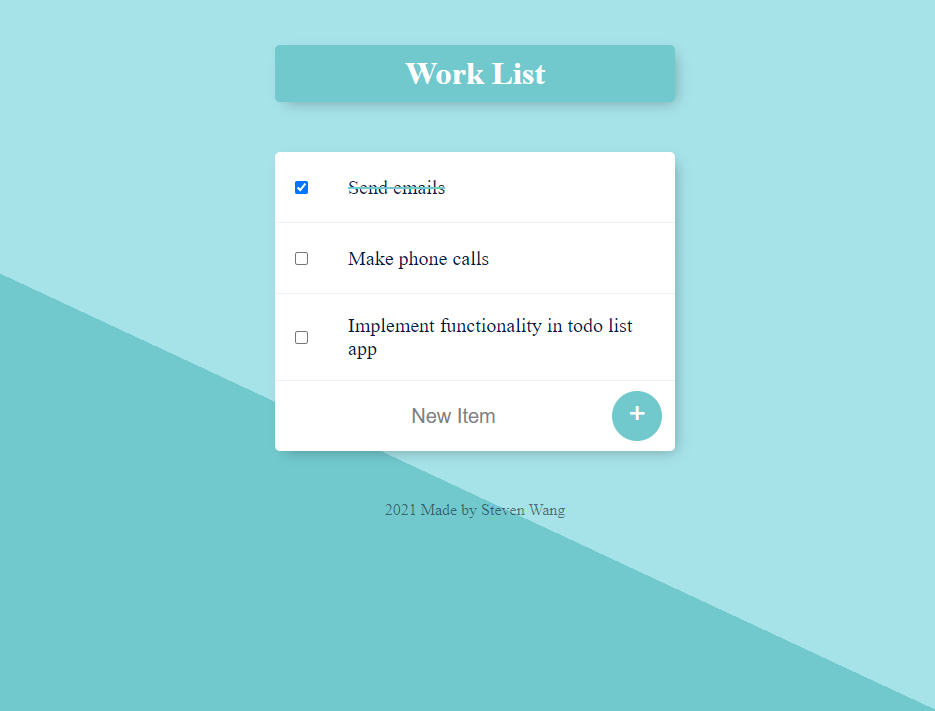 Work List
Send emails
Make phone calls
Implement functionality in todo list
app
New Item
+
2021 Made by Steven Wang